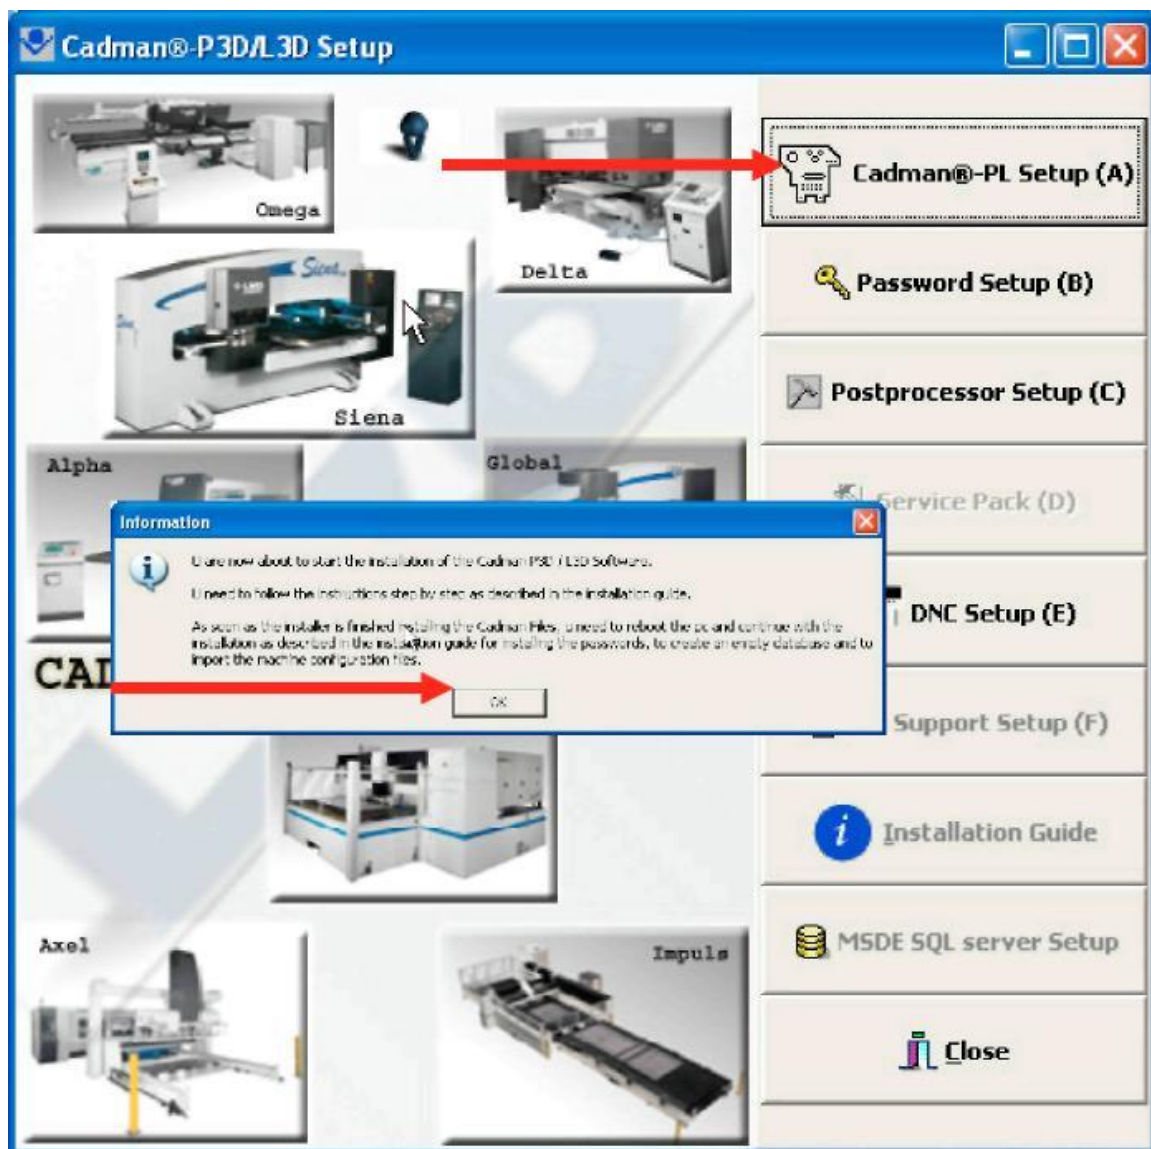 Cadman®-P3D/L3D Setup
Omega
Delta
Siena
Siena
Alpha
Global
CAD
Axel
Impuls
Cadman®-PL Setup (A)
Password Setup (B)
Postprocessor Setup (C)
Service Pack (D)
DNC Setup (E)
Support Setup (F)
Installation Guide
MSDE SQL server Setup
Close
Information
U are now about to start the installation of the Cadman P3D / L3D Software.
U need to follow the instructions step by step as described in the installation guide.
As soon as the installer is finished installing the Cadman Files, u need to reboot the pc and continue with the
installation as described in the installation guide for installing the passwords, to create an empty database and to
import the machine configuration files.
OK